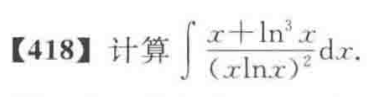 【418】 计算 ∫ (x+ln³x)/(xlnx)² dx.